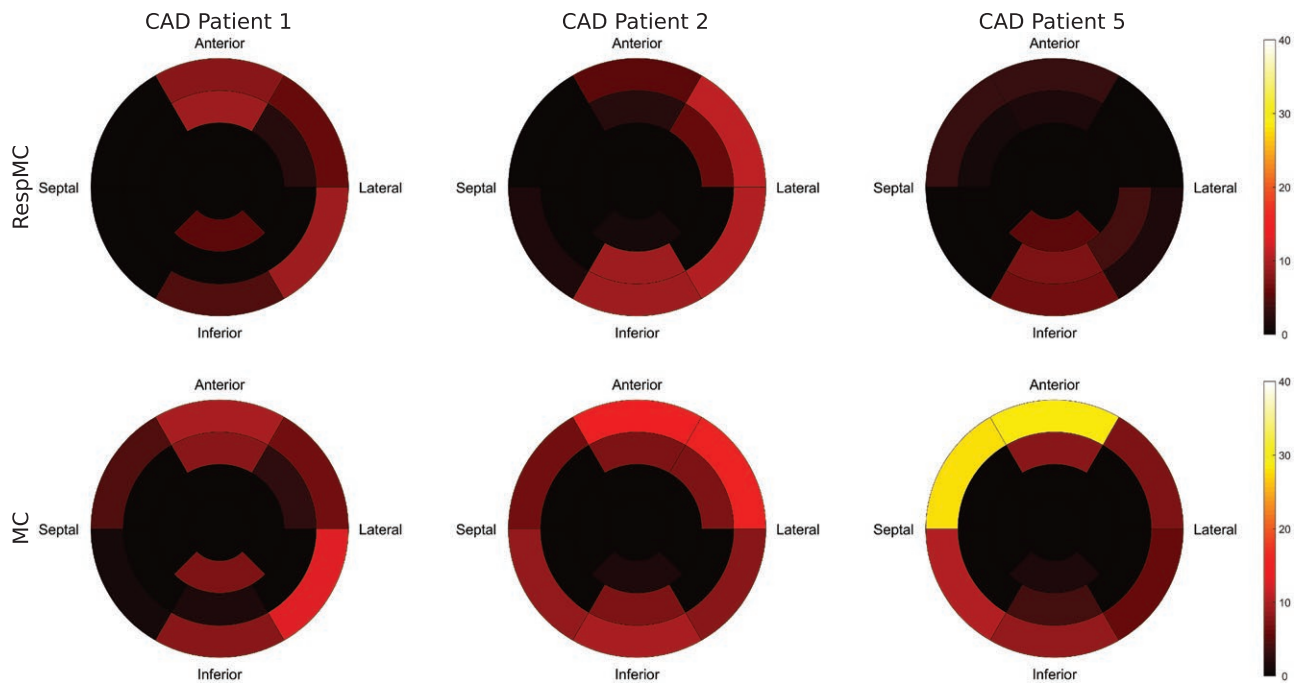 CAD Patient 1
CAD Patient 2
CAD Patient 5
RespMC
Anterior
Septal
Lateral
Inferior
Anterior
Septal
Lateral
Inferior
Anterior
Septal
Lateral
Inferior
40
30
20
10
0
MC
Anterior
Septal
Lateral
Inferior
Anterior
Septal
Lateral
Inferior
Anterior
Septal
Lateral
Inferior
40
30
20
10
0